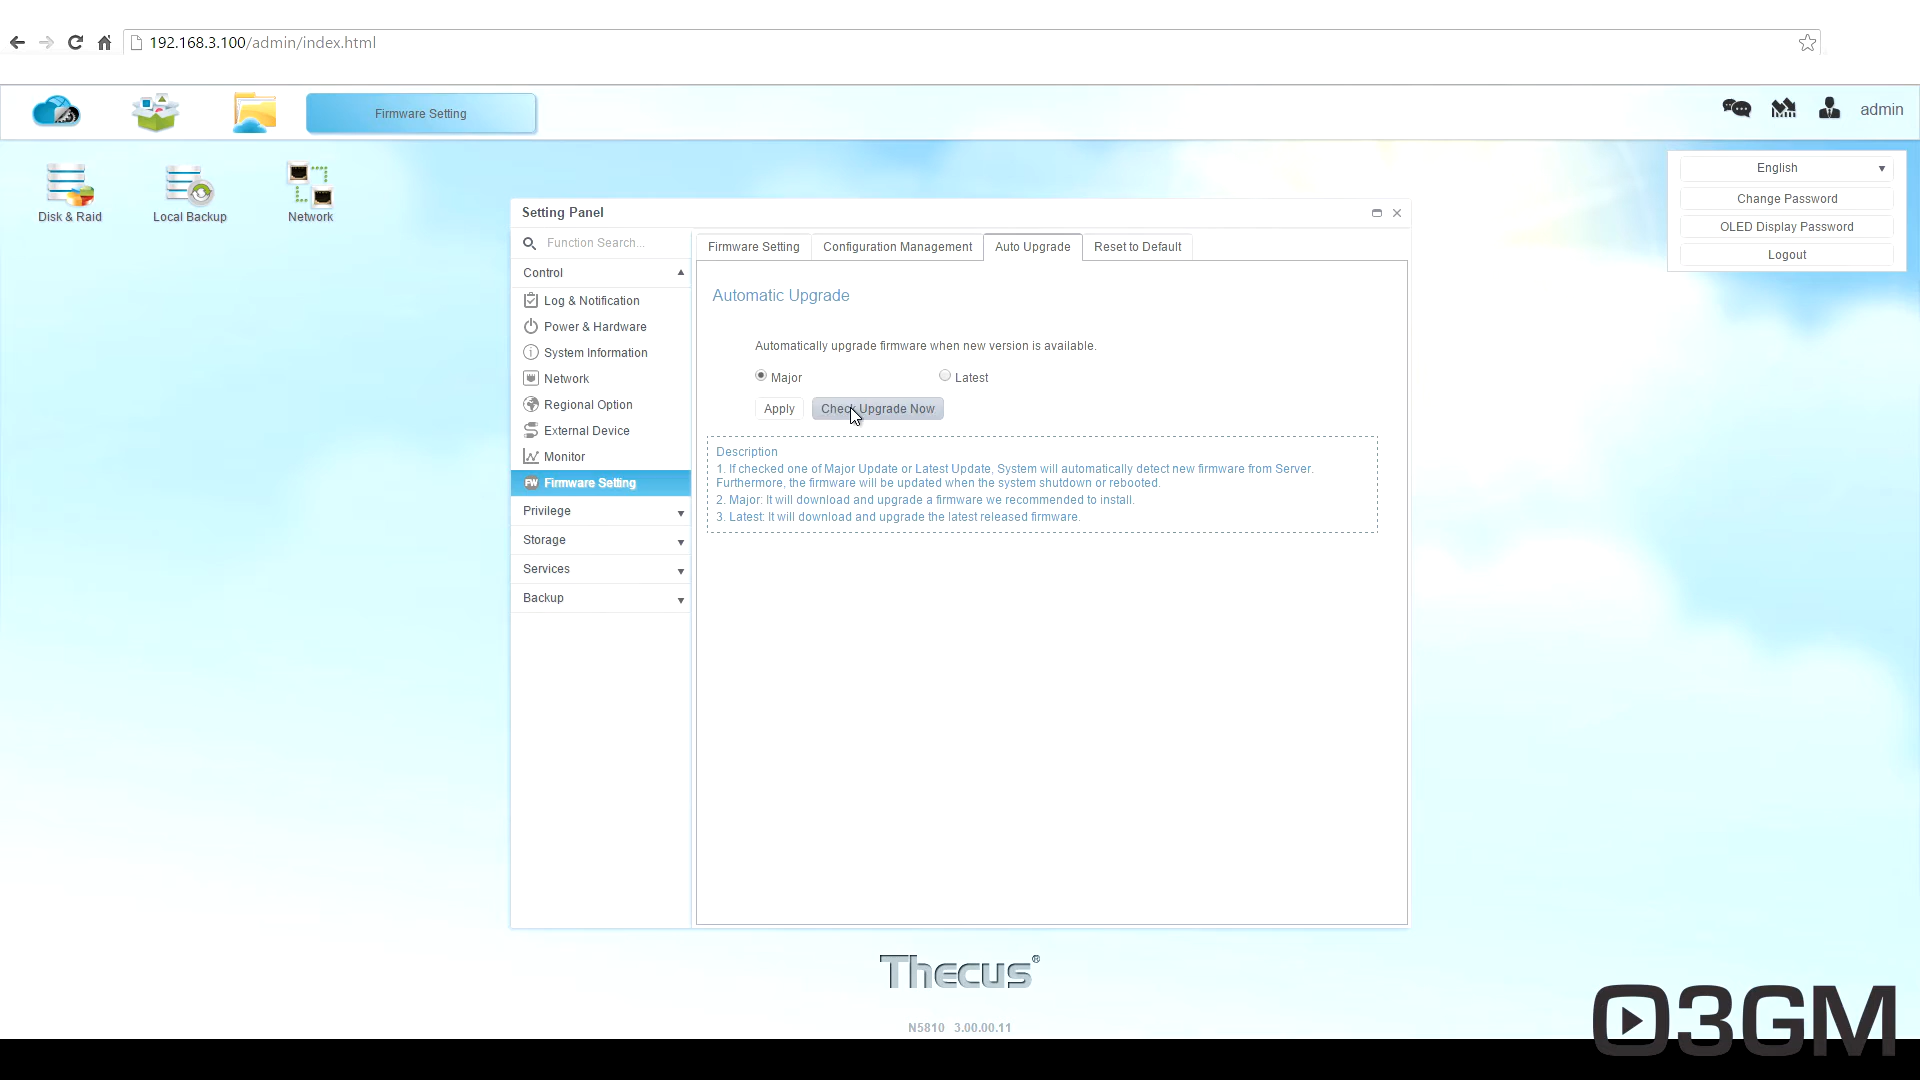 192.168.3.100/admin/index.html
Firmware Setting
admin
Disk & Raid
Local Backup
Network
English
Change Password
OLED Display Password
Logout
Setting Panel
Function Search...
Control
Log & Notification
Power & Hardware
System Information
Network
Regional Option
External Device
Monitor
FW Firmware Setting
Privilege
Storage
Services
Backup
Firmware Setting
Configuration Management
Auto Upgrade
Reset to Default
Automatic Upgrade
Automatically upgrade firmware when new version is available.
Major
Latest
Apply
Check Upgrade Now
Description
1. If checked one of Major Update or Latest Update, System will automatically detect new firmware from Server.
Furthermore, the firmware will be updated when the system shutdown or rebooted.
2. Major: It will download and upgrade a firmware we recommended to install.
3. Latest: It will download and upgrade the latest released firmware.
Thecus®
N5810 3.00.00.11
3GM